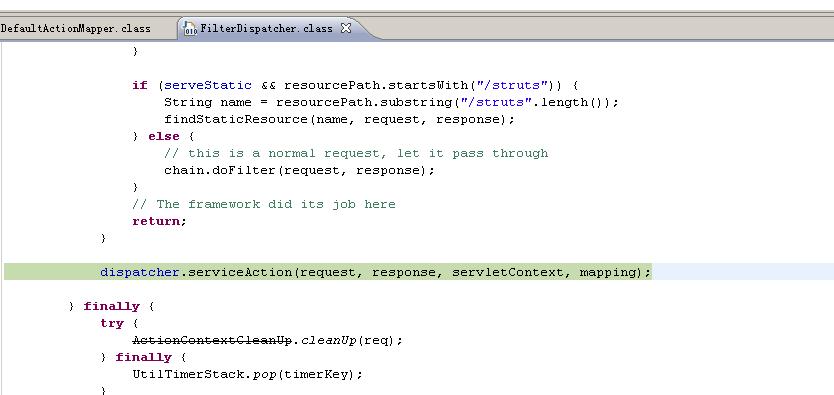 DefaultActionMapper.class
FilterDispatcher.class
}
if (serveStatic && resourcePath.startsWith("/struts")) {
String name = resourcePath.substring("/struts".length());
findStaticResource(name, request, response);
} else {
// this is a normal request, let it pass through
chain.doFilter(request, response);
}
// The framework did its job here
return;
}
dispatcher.serviceAction(request, response, servletContext, mapping);
} finally {
try {
ActionContextCleanUp.cleanUp(req);
} finally {
UtilTimerStack.pop(timerKey);
}